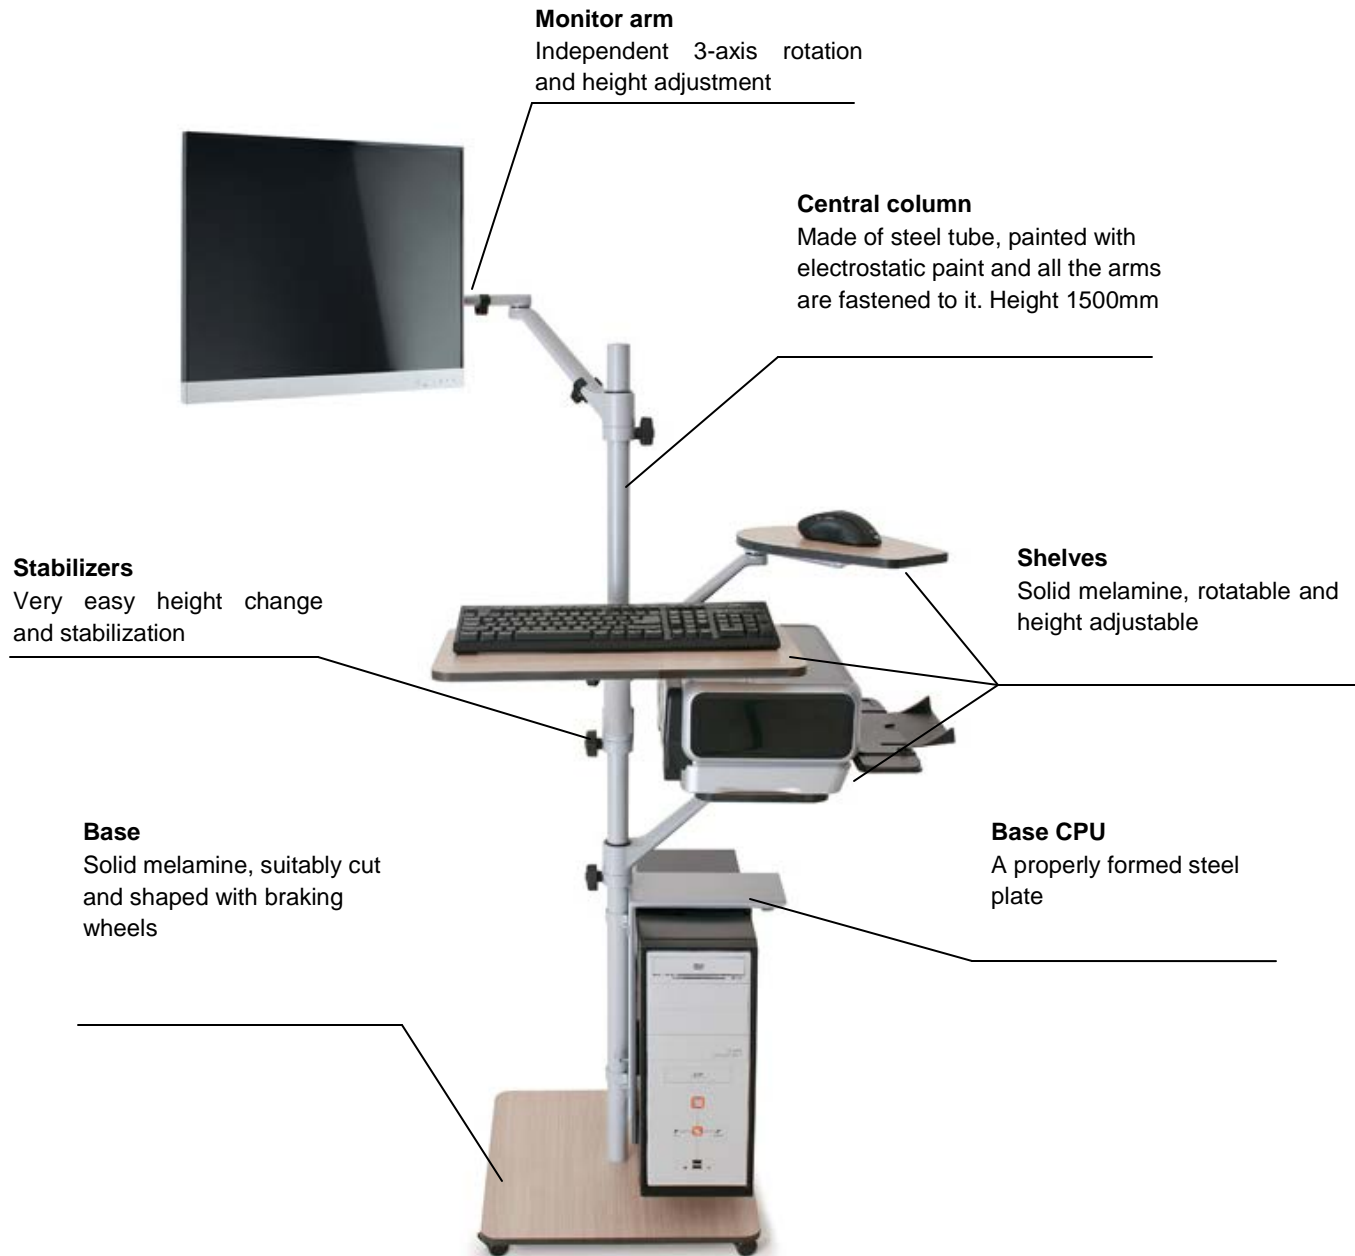 Monitor arm
Independent 3-axis rotation
and height adjustment
Central column
Made of steel tube, painted with
electrostatic paint and all the arms
are fastened to it. Height 1500mm
Stabilizers
Very easy height change
and stabilization
Shelves
Solid melamine, rotatable and
height adjustable
Base
Solid melamine, suitably cut
and shaped with braking
wheels
Base CPU
A properly formed steel
plate